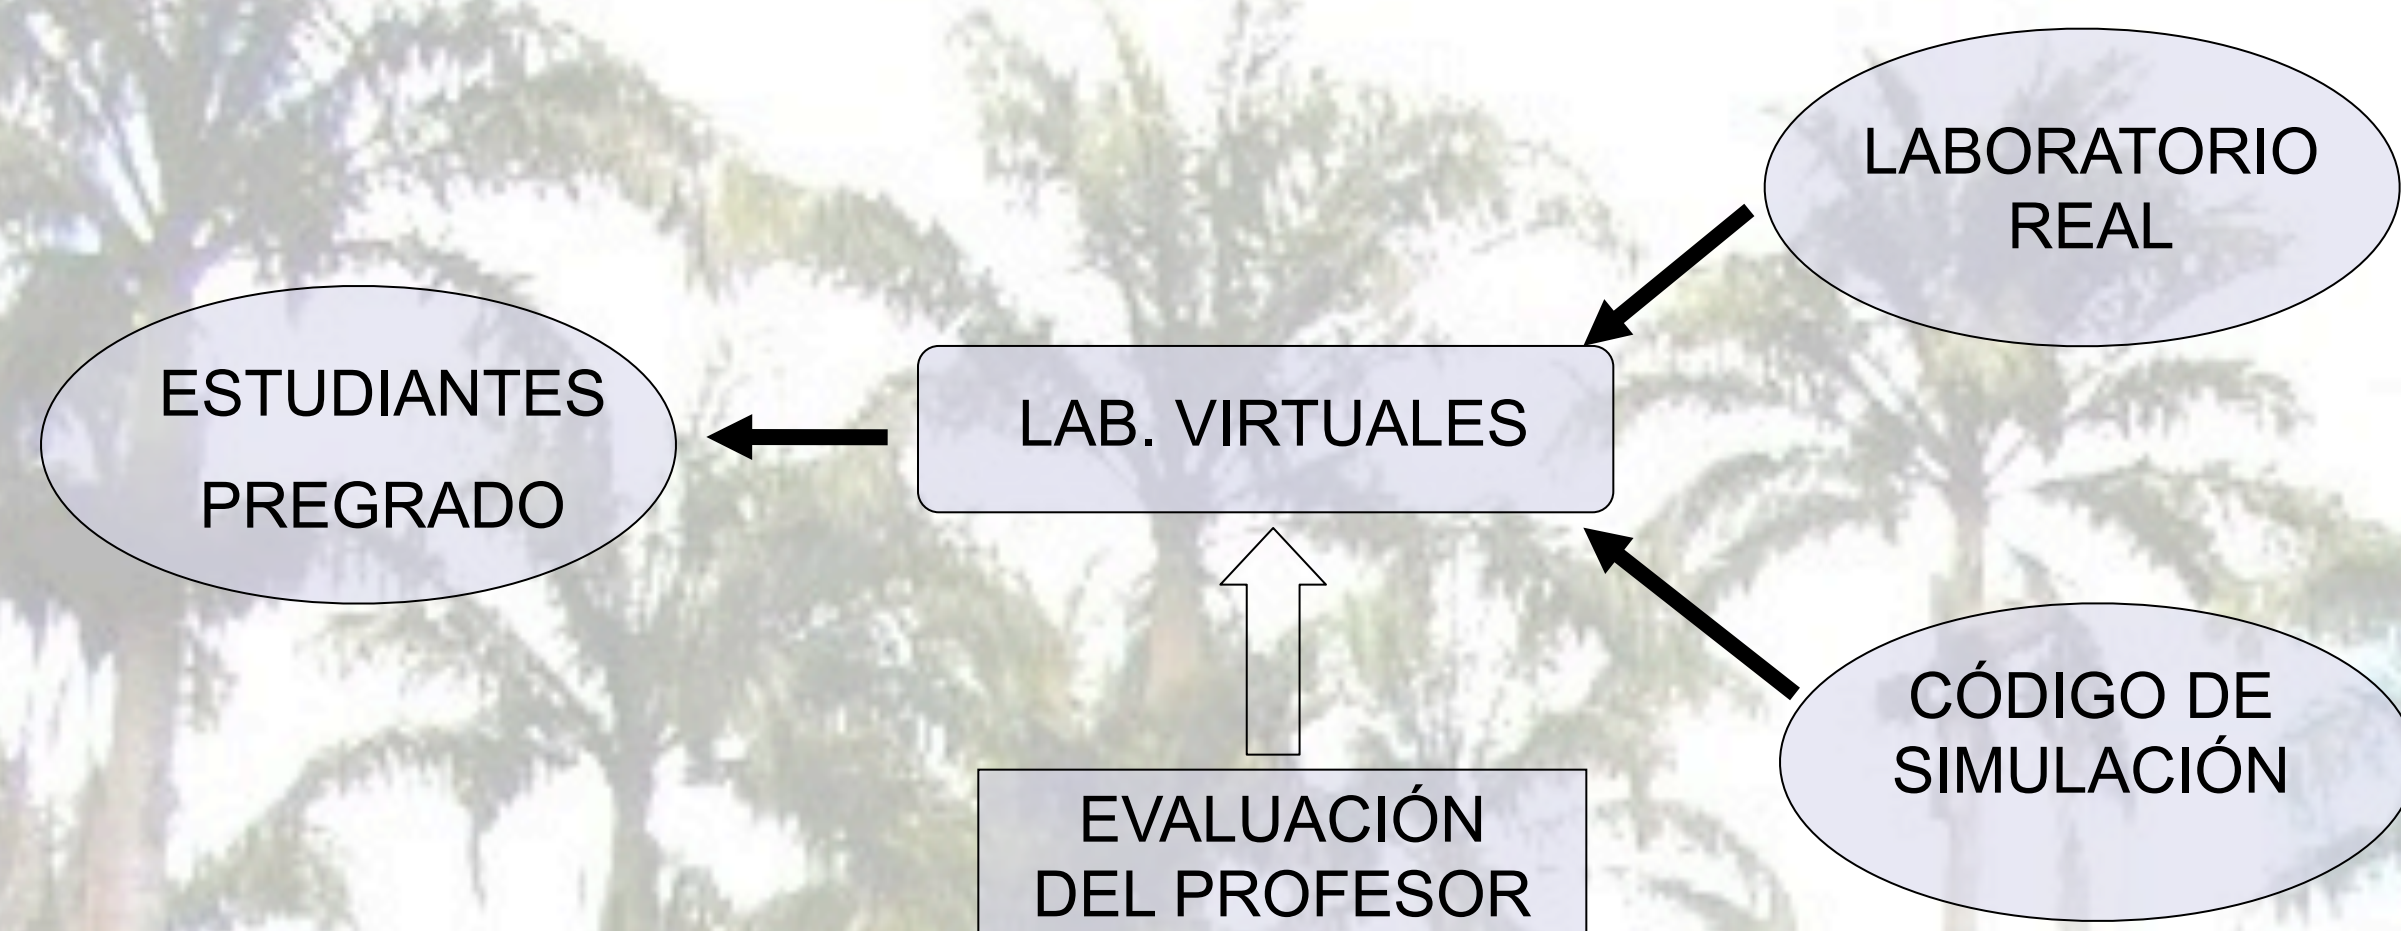 LABORATORIO
REAL
ESTUDIANTES
PREGRADO
LAB. VIRTUALES
CÓDIGO DE
SIMULACIÓN
EVALUACIÓN
DEL PROFESOR